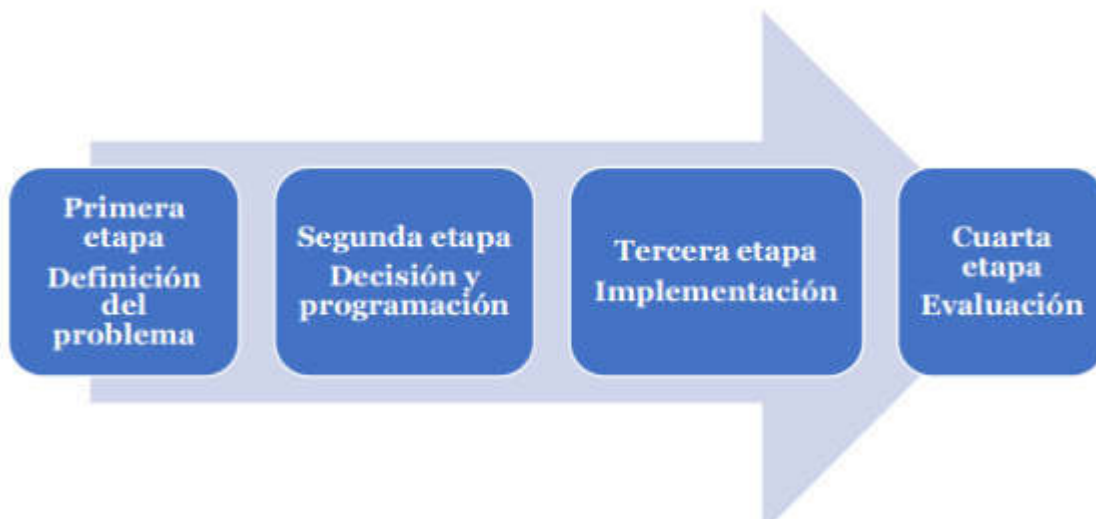 Primera
etapa
Definición
del
problema
Segunda etapa
Decisión y
programación
Tercera etapa
Implementación
Cuarta
etapa
Evaluación